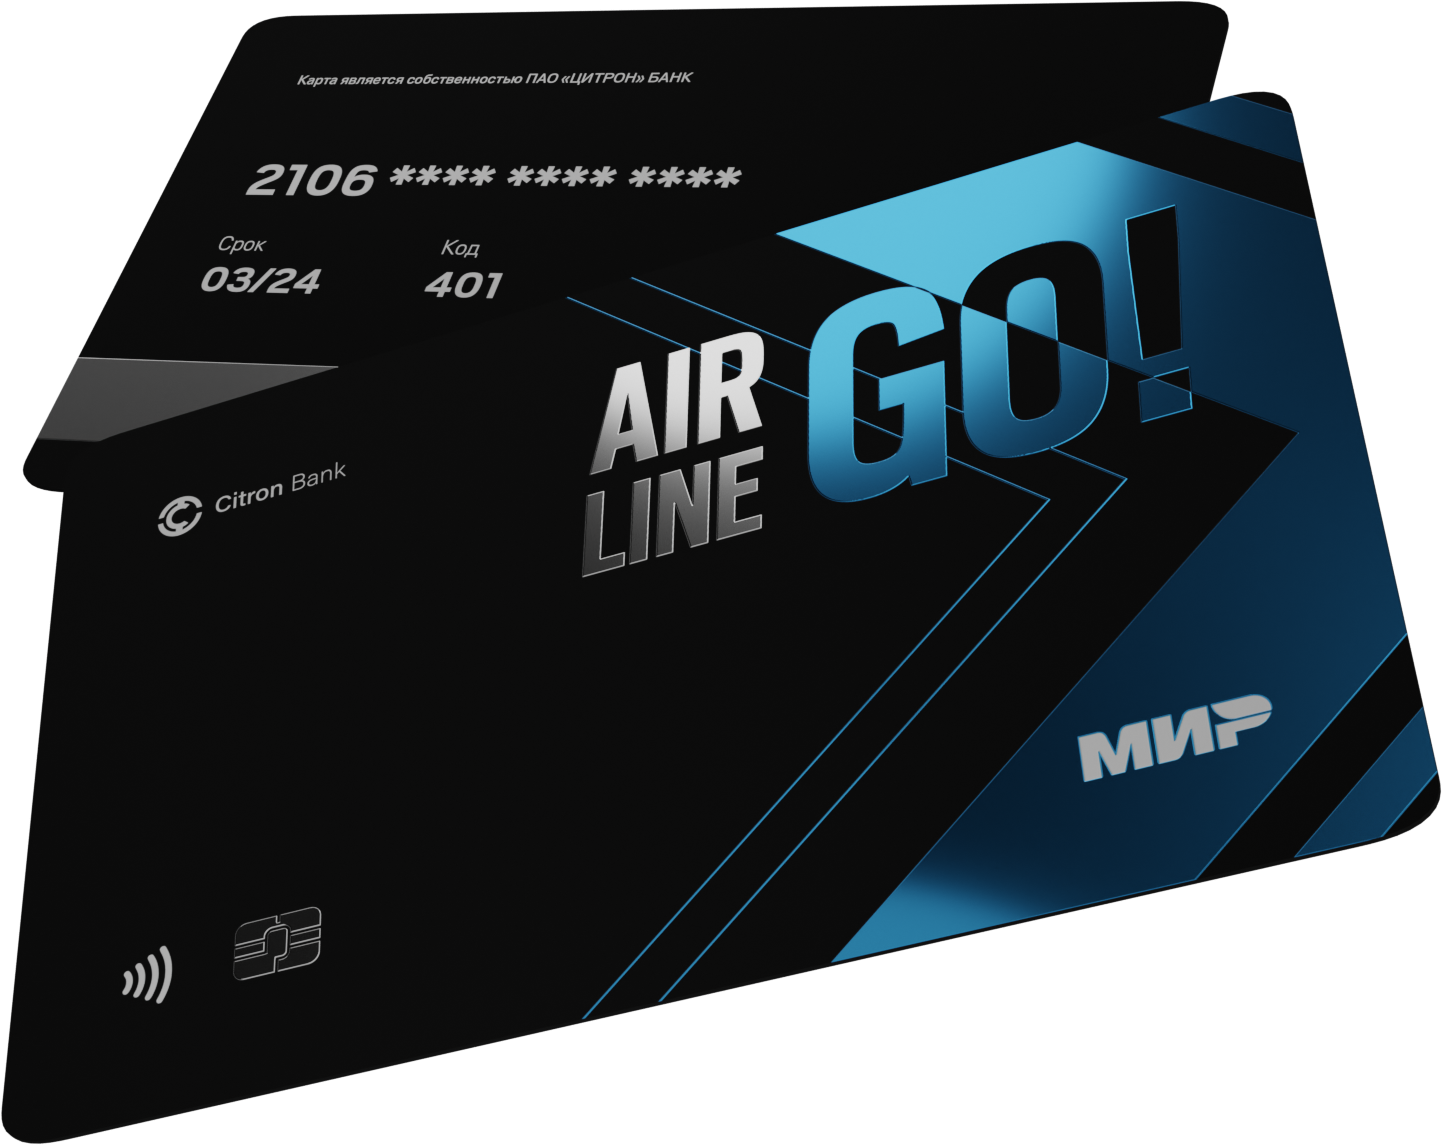 Карта является собственностью ПАО «ЦИТРОН» БАНК
2106 **** **** ****
Срок
Код
03/24
401
AIR
LINE
GO!
Citron Bank
МИР